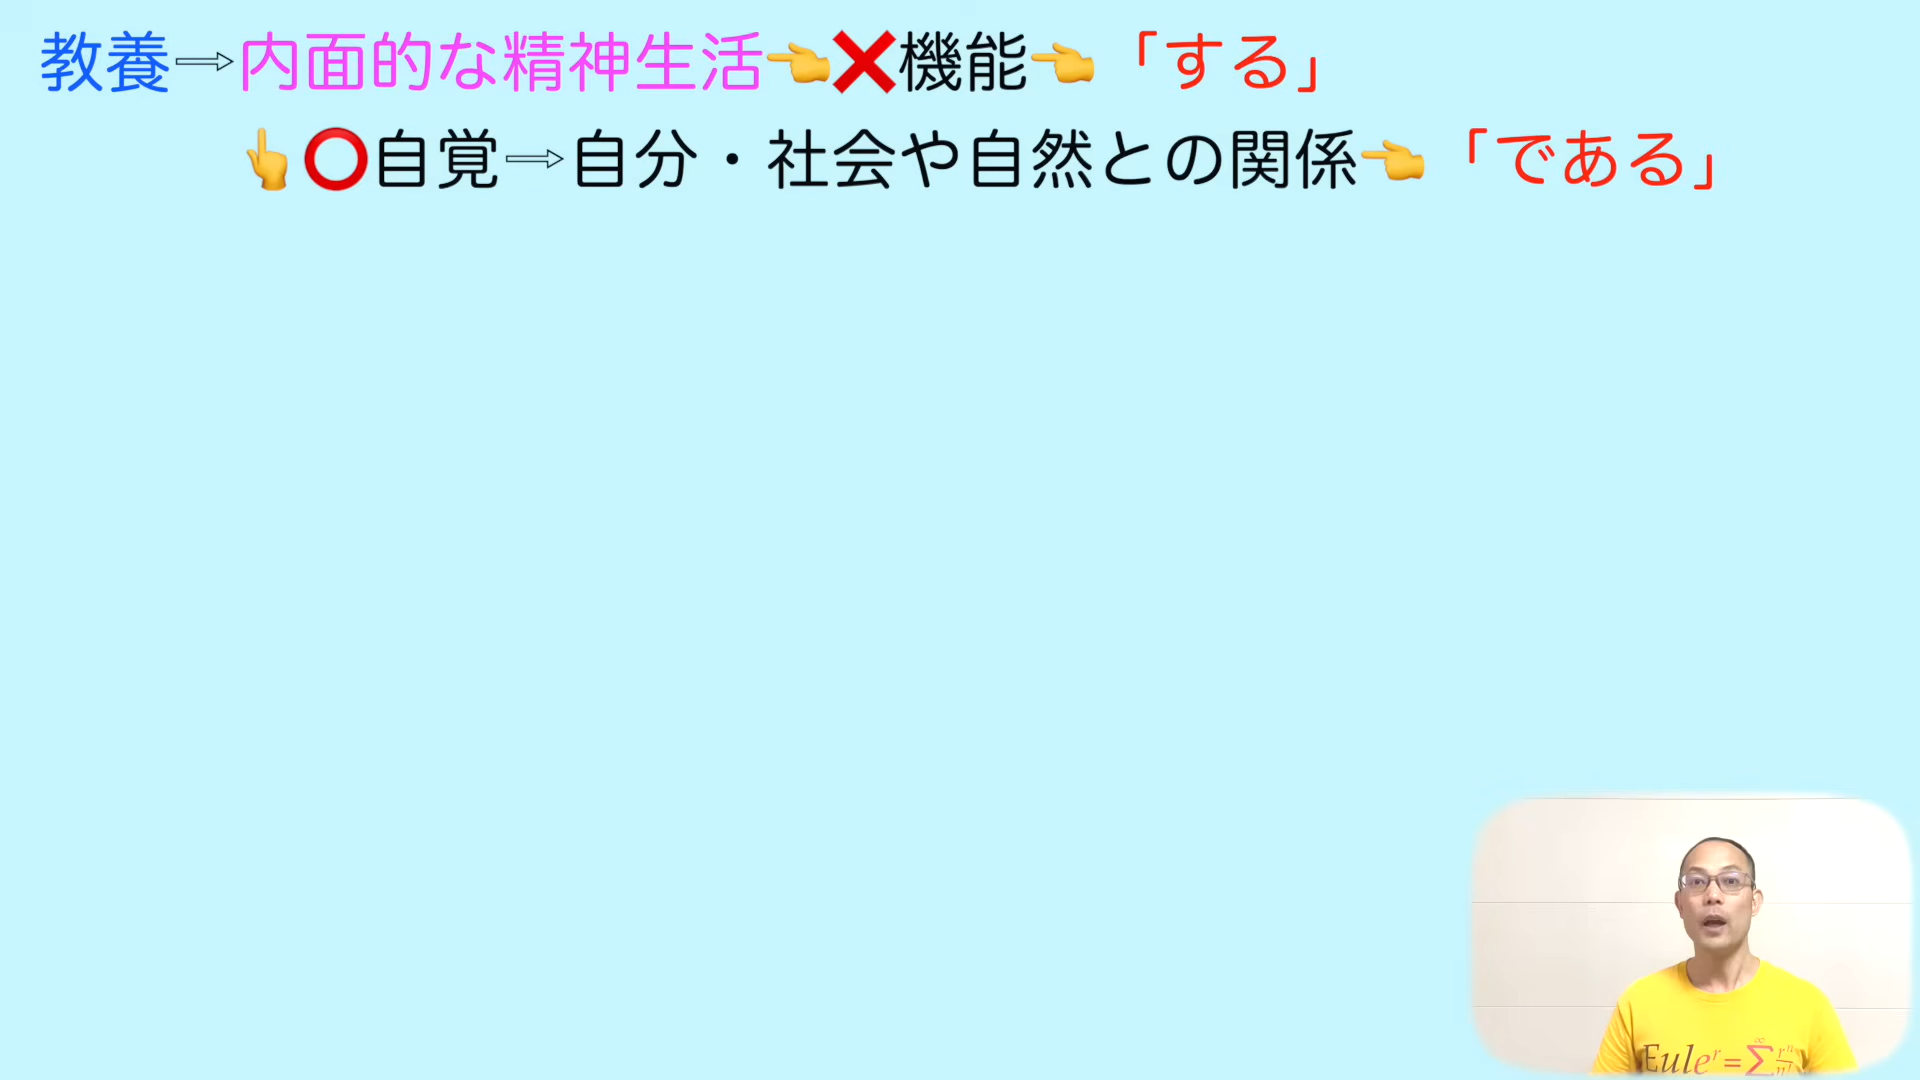 教養⇒内面的な精神生活👈❌機能👈「する」
👆⭕自覚⇒自分・社会や自然との関係👈「である」
Euleʳ=∑